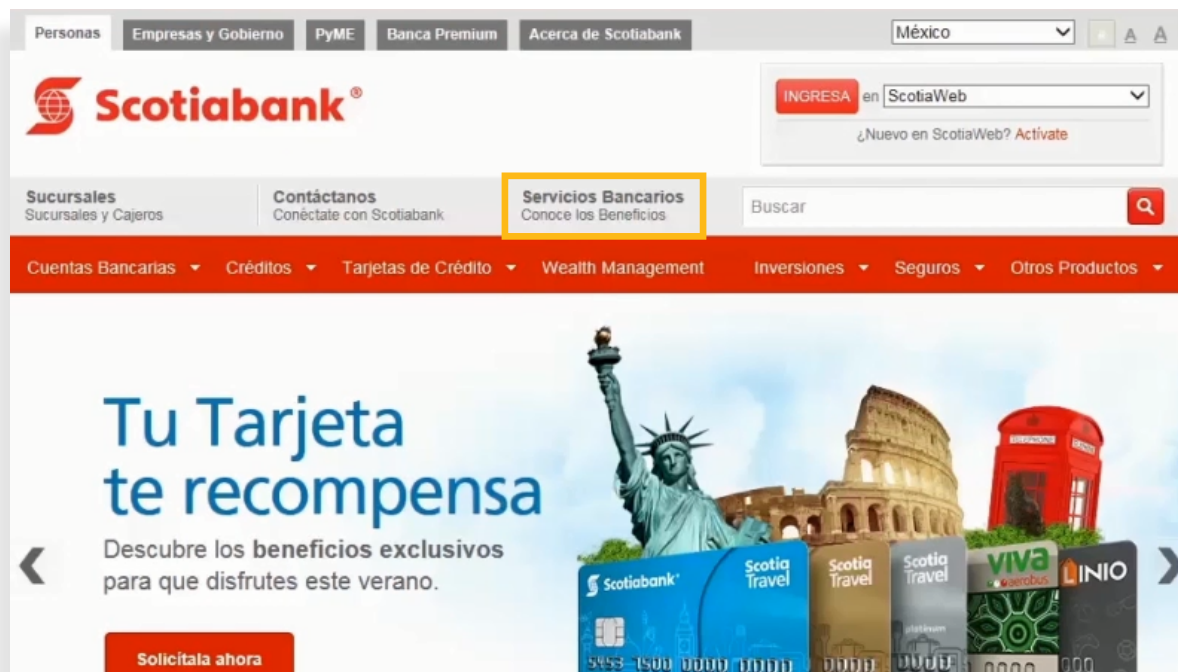 Personas Empresas y Gobierno PyME Banca Premium Acerca de Scotiabank México A A
Scotiabank®
INGRESA en ScotiaWeb
¿Nuevo en ScotiaWeb? Actívate
Sucursales
Sucursales y Cajeros
Contáctanos
Conéctate con Scotiabank
Servicios Bancarios
Conoce los Beneficios
Buscar
Cuentas Bancarias Créditos Tarjetas de Crédito Wealth Management Inversiones Seguros Otros Productos
Tu Tarjeta
te recompensa
Descubre los beneficios exclusivos
para que disfrutes este verano.
Solicítala ahora
Scotiabank
Scotia
Travel
Scotia
Travel
Scotia
Travel
platinum
viva
aerobus
LINIO
TELEPHONE